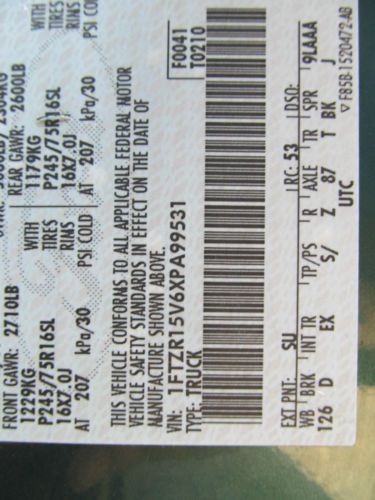 FRONT GAWR: 2710LB
1229KG WITH
P245/75R16SL TIRES
16X7.0J RIMS
AT 207 kPa/30 PSI COLD
REAR GAWR: 2600LB
1179KG WITH
P245/75R16SL TIRES
16X7.0J RIMS
AT 207 kPa/30 PSI COLD
THIS VEHICLE CONFORMS TO ALL APPLICABLE FEDERAL MOTOR
VEHICLE SAFETY STANDARDS IN EFFECT ON THE DATE OF
MANUFACTURE SHOWN ABOVE.
VIN: 1FTZR15V6XPA99531
TYPE: TRUCK
F0041
T0210
EXT PNT: SU RC: 53 DSO:
WB BRK INT TR TP/PS R AXLE TR SPR 9LAAA
126 D EX S/ Z 87 T BK J
UTC
▽ F85B-1520472-AB